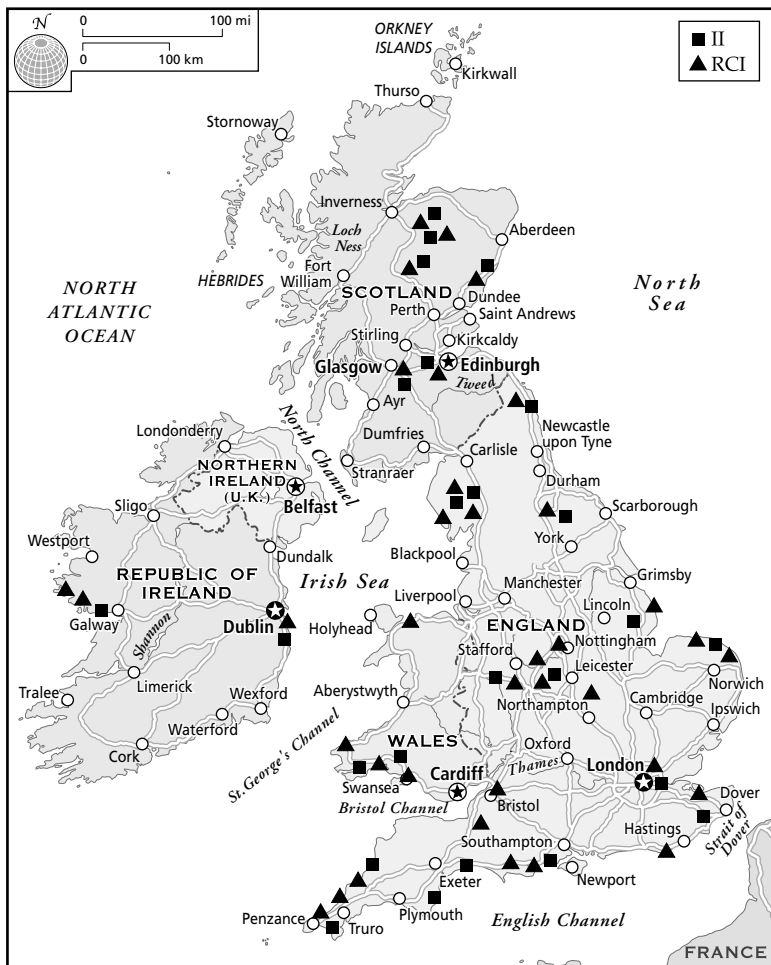 N
0
100 mi
0
100 km
II
RCI
ORKNEY
ISLANDS
Kirkwall
Thurso
Stornoway
Inverness
Loch
Ness
Aberdeen
NORTH
ATLANTIC
OCEAN
HEBRIDES
Fort
William
SCOTLAND
North
Sea
Dundee
Perth
Saint Andrews
Stirling
Kirkcaldy
Glasgow
Edinburgh
Tweed
Ayr
North Channel
Newcastle
upon Tyne
Londonderry
Dumfries
Carlisle
NORTHERN
IRELAND
(U.K.)
Stranraer
Durham
Belfast
Sligo
Scarborough
Westport
Dundalk
Blackpool
York
REPUBLIC OF
IRELAND
Irish Sea
Manchester
Grimsby
Liverpool
Lincoln
Galway
Dublin
Holyhead
ENGLAND
Nottingham
Shannon
Stafford
Leicester
Norwich
Limerick
Tralee
Wexford
Aberystwyth
Northampton
Cambridge
Ipswich
Waterford
Cork
St. George's Channel
WALES
Oxford
Thames
London
Swansea
Cardiff
Dover
Bristol Channel
Bristol
Strait of
Dover
Southampton
Hastings
Exeter
Newport
Penzance
Truro
Plymouth
English Channel
FRANCE